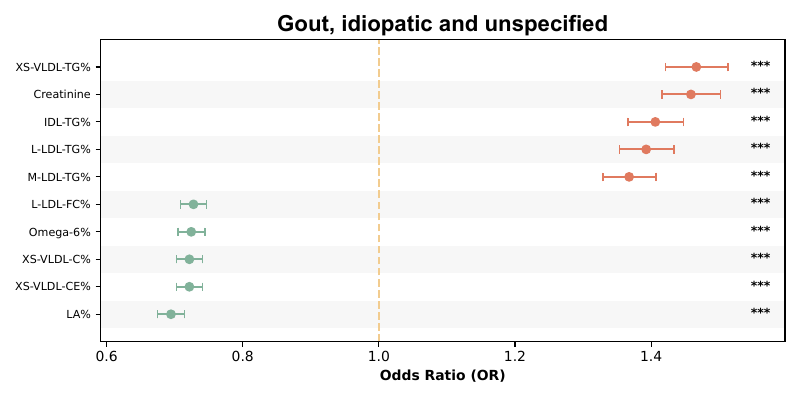 Gout, idiopatic and unspecified
XS-VLDL-TG% ***
Creatinine ***
IDL-TG% ***
L-LDL-TG% ***
M-LDL-TG% ***
L-LDL-FC% ***
Omega-6% ***
XS-VLDL-C% ***
XS-VLDL-CE% ***
LA% ***
0.6 0.8 1.0 1.2 1.4
Odds Ratio (OR)